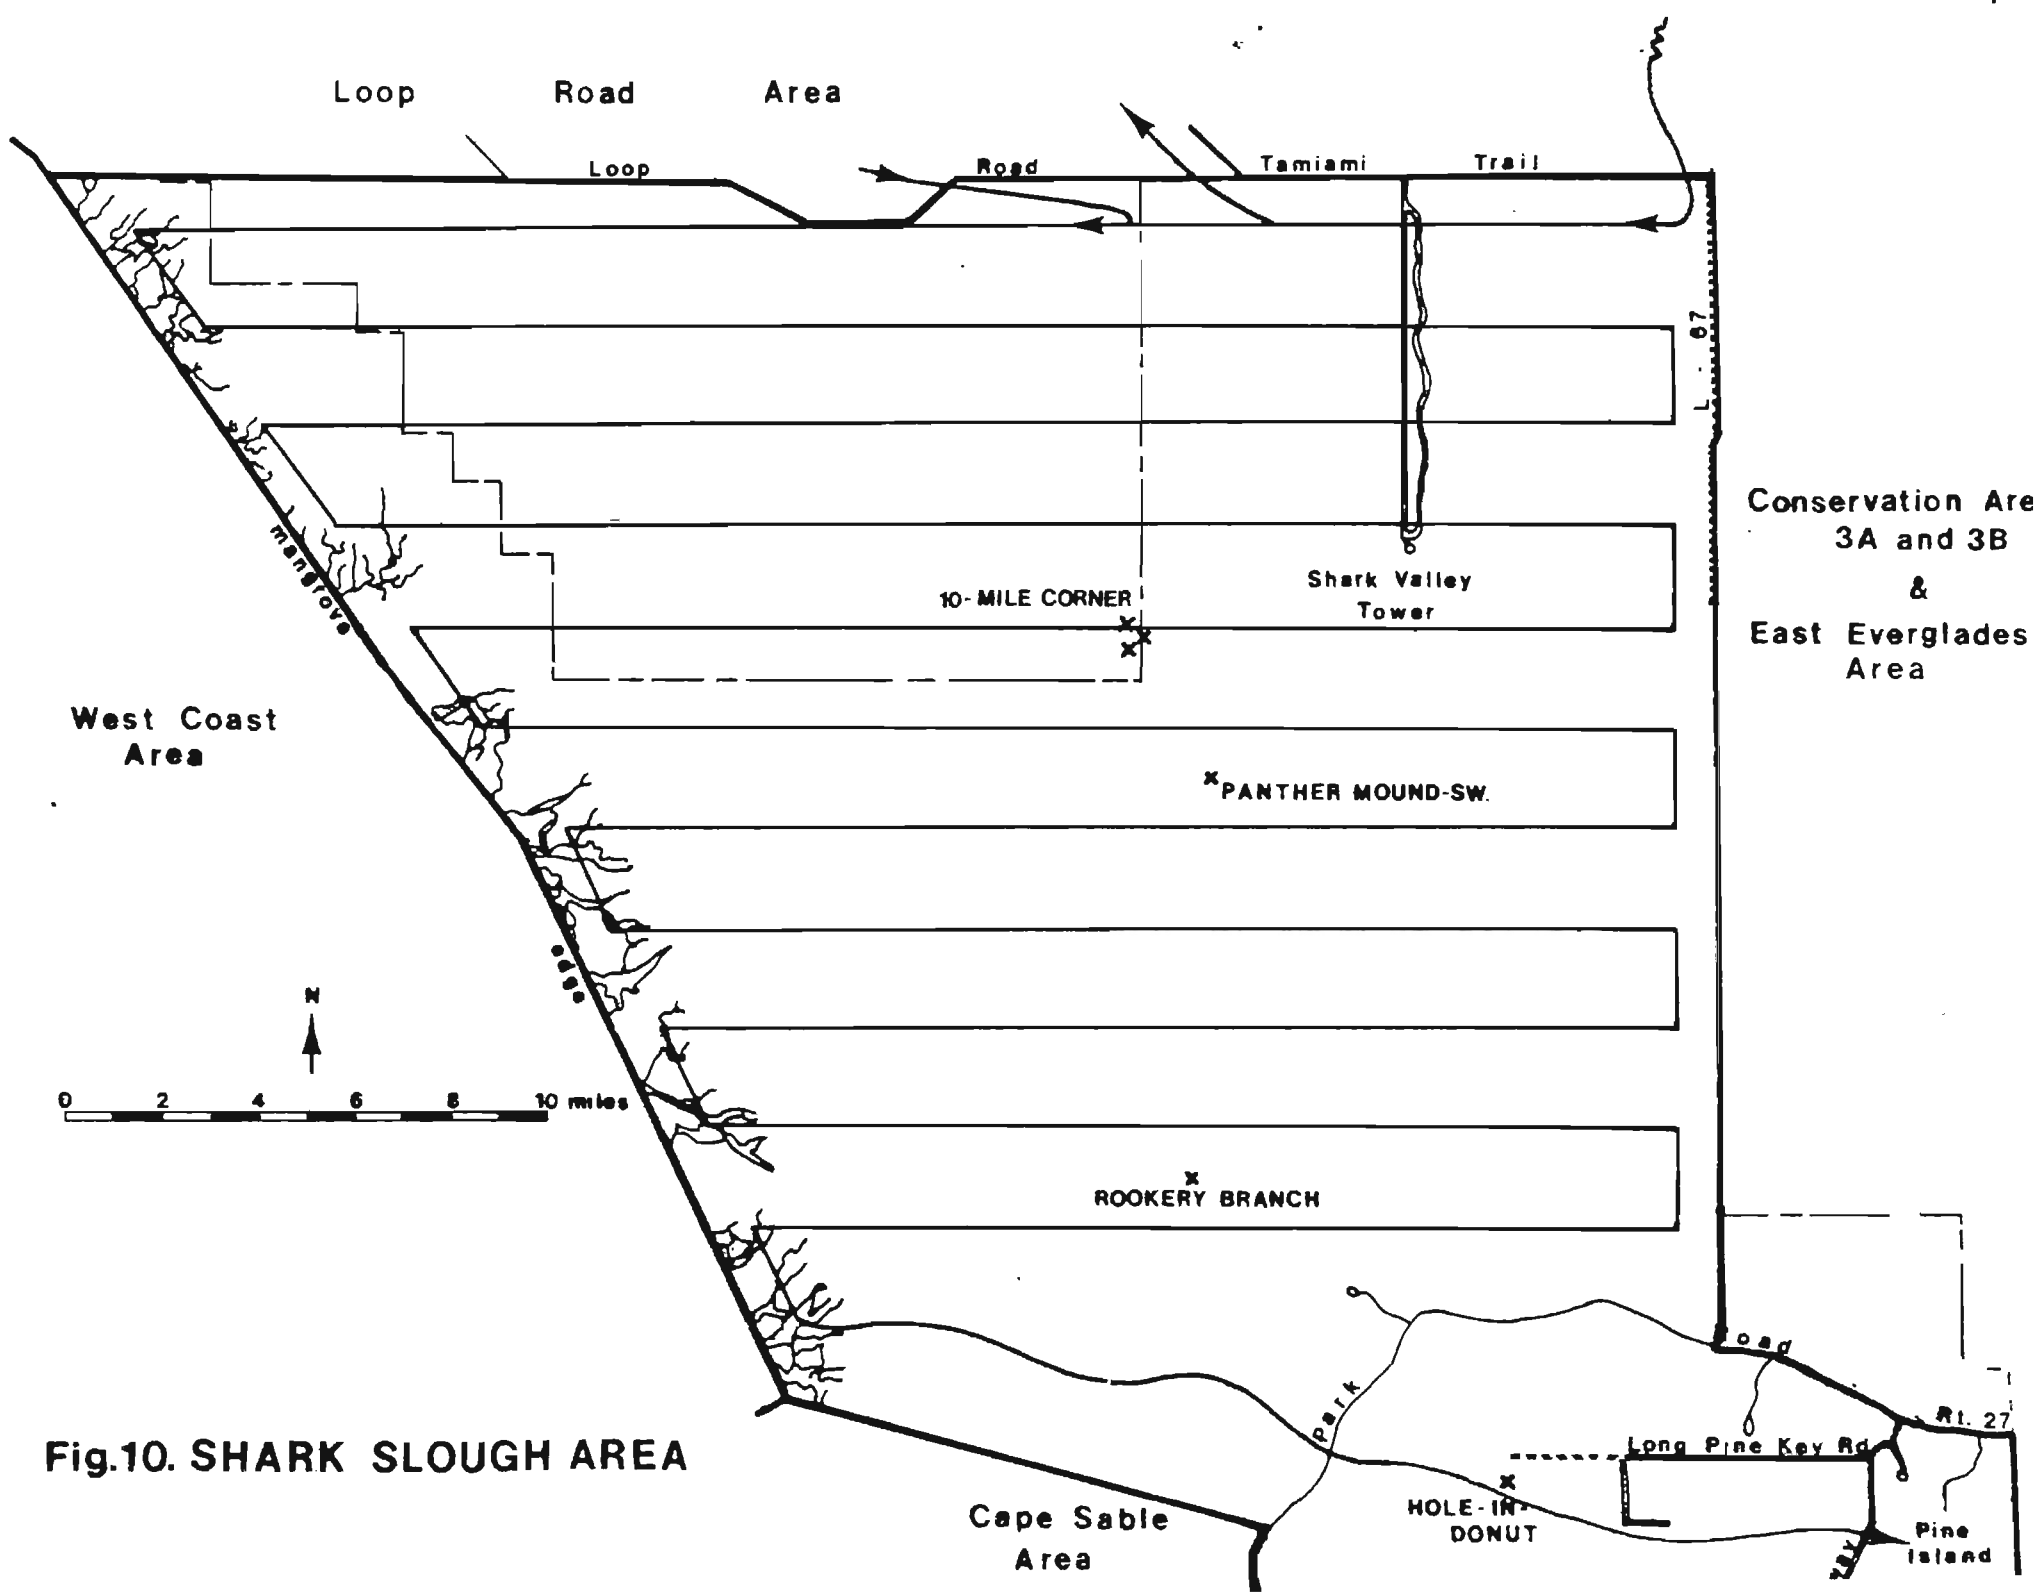 Loop Road Area
Loop
Road
Tamiami Trail
L. 67
Conservation Are
3A and 3B
&
East Everglades
Area
10-MILE CORNER
Shark Valley
Tower
mangrove
West Coast
Area
PANTHER MOUND-SW.
edge
N
0 2 4 6 8 10 miles
ROOKERY BRANCH
Park
oad
Rt. 27
Long Pine Key Rd
Fig.10. SHARK SLOUGH AREA
HOLE-IN-
DONUT
Cape Sable
Area
Pine
Island